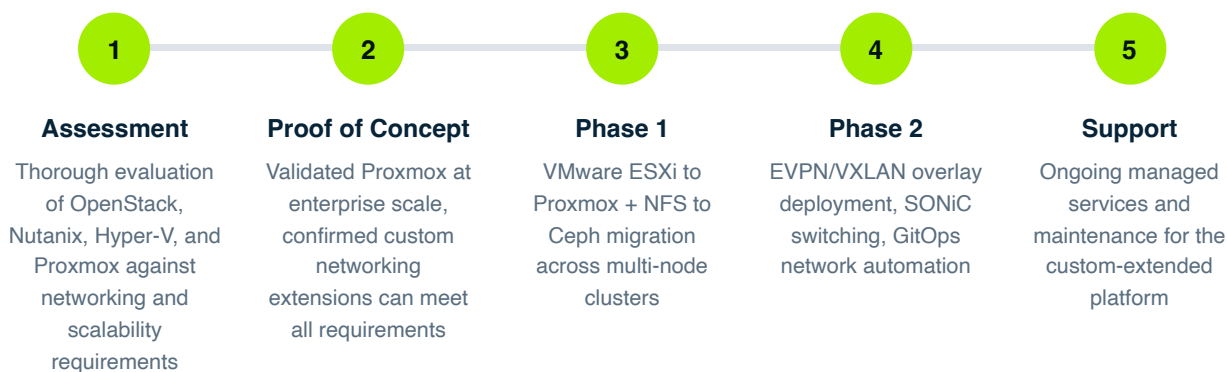 1
2
3
4
5
Assessment
Thorough evaluation
of OpenStack,
Nutanix, Hyper-V, and
Proxmox against
networking and
scalability
requirements
Proof of Concept
Validated Proxmox at
enterprise scale,
confirmed custom
networking
extensions can meet
all requirements
Phase 1
VMware ESXi to
Proxmox + NFS to
Ceph migration
across multi-node
clusters
Phase 2
EVPN/VXLAN overlay
deployment, SONiC
switching, GitOps
network automation
Support
Ongoing managed
services and
maintenance for the
custom-extended
platform